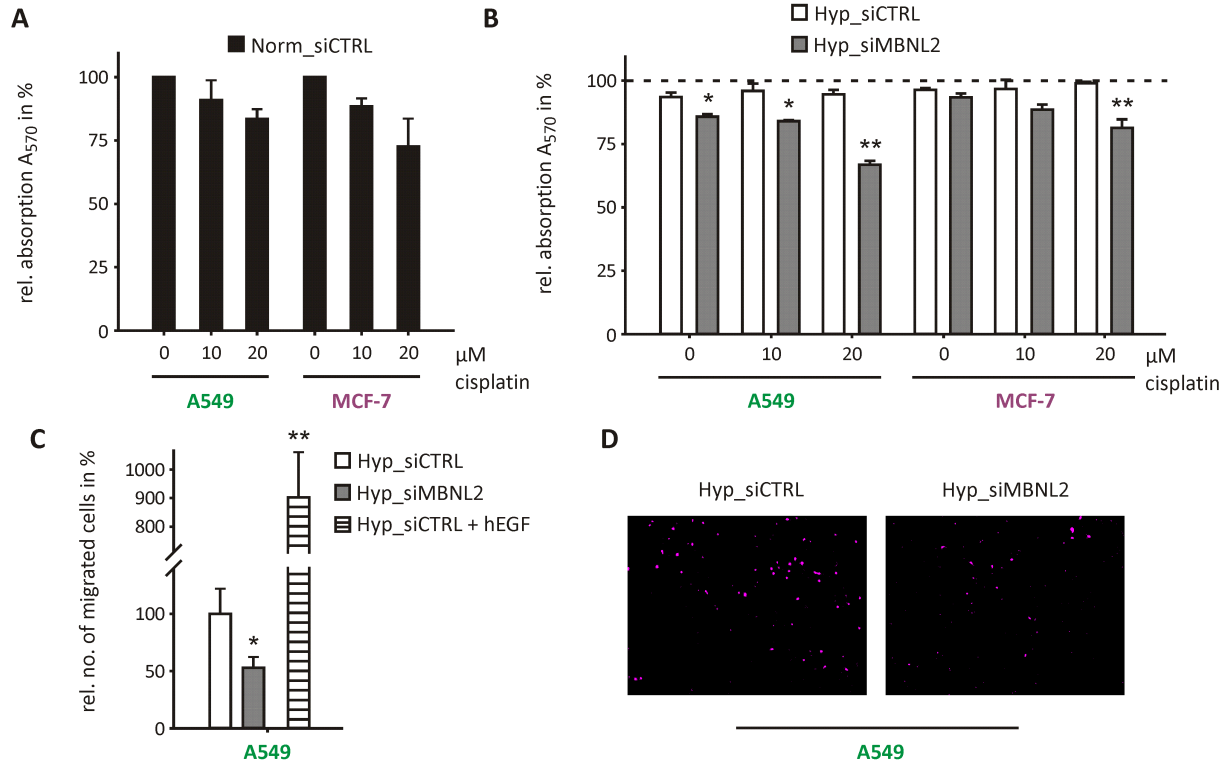 A
Norm_siCTRL
rel. absorption A570 in %
100
75
50
25
0
0 10 20 0 10 20 µM
cisplatin
A549 MCF-7
B
Hyp_siCTRL
Hyp_siMBNL2
rel. absorption A570 in %
100
75
50
25
0
* * ** **
0 10 20 0 10 20 µM
cisplatin
A549 MCF-7
C
rel. no. of migrated cells in %
1000
900
800
100
50
0
* **
Hyp_siCTRL
Hyp_siMBNL2
Hyp_siCTRL + hEGF
A549
D
Hyp_siCTRL Hyp_siMBNL2
A549